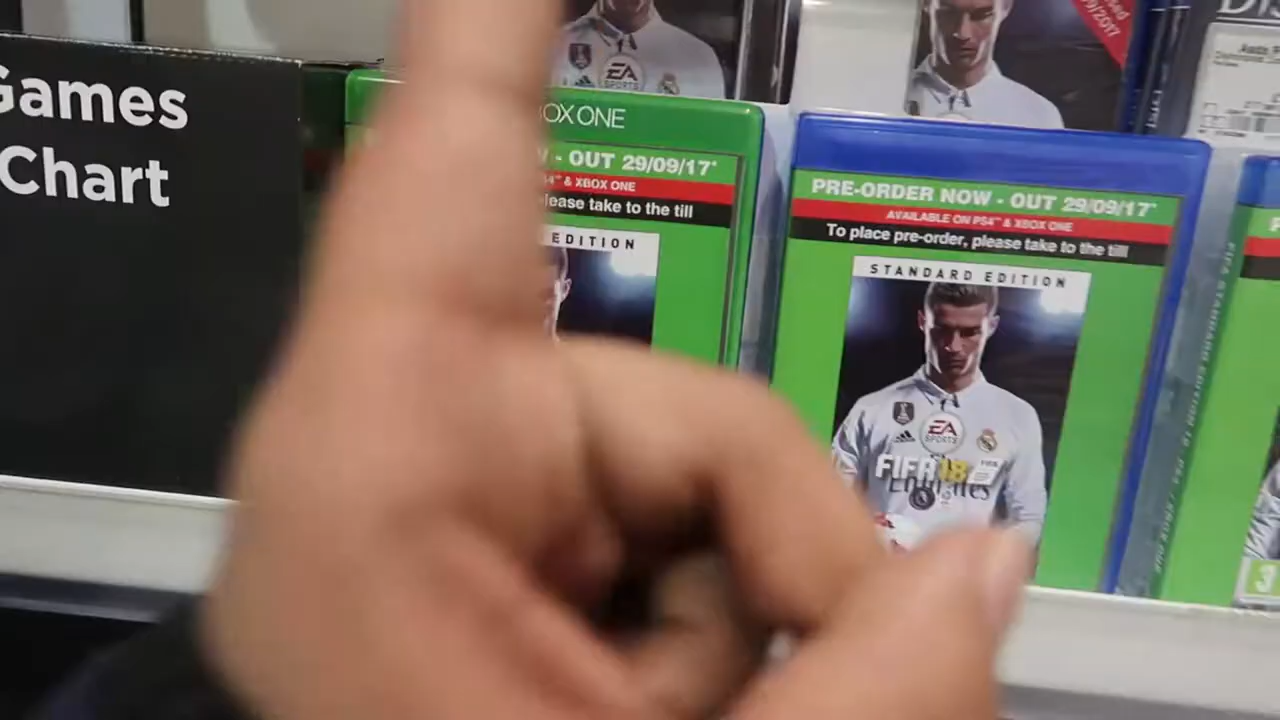 Games
Chart
EA
SPORTS
XBOX ONE
- OUT 29/09/17*
& XBOX ONE
please take to the till
EDITION
PRE-ORDER NOW - OUT 29/09/17*
AVAILABLE ON PS4™ & XBOX ONE
To place pre-order, please take to the till
STANDARD EDITION
EA
SPORTS
FIFA 18
Emirates